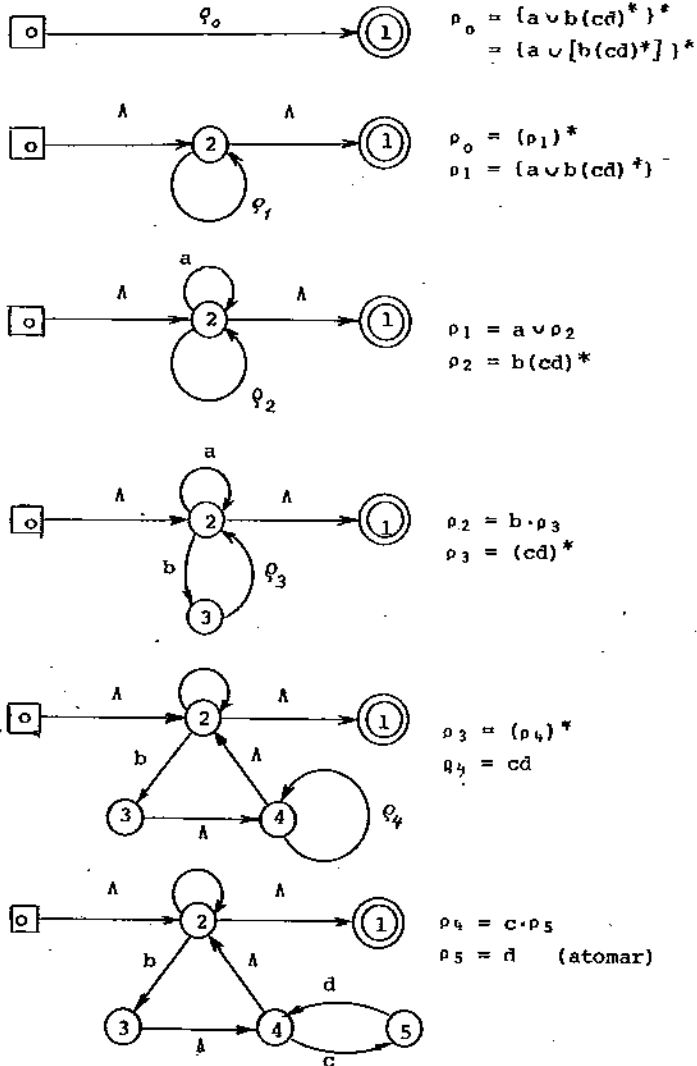 ρ₀ ρ₀ = {a ∪ b(cd)*}*
0 1 = {a ∪ [b(cd)*]}*
Λ Λ
0 2 1 ρ₀ = (ρ₁)*
ρ₁ = {a ∪ b(cd)*}
ρ₁
a
Λ Λ
0 2 1 ρ₁ = a ∪ ρ₂
ρ₂ = b(cd)*
ρ₂
a
Λ Λ
0 2 1 ρ₂ = b·ρ₃
b ρ₃ ρ₃ = (cd)*
3
Λ Λ
0 2 1 ρ₃ = (ρ₄)*
b Λ ρ₄ = cd
3 Λ 4 ρ₄
Λ Λ
0 2 1 ρ₄ = c·ρ₅
b Λ ρ₅ = d (atomar)
d
3 Λ 4 5
c